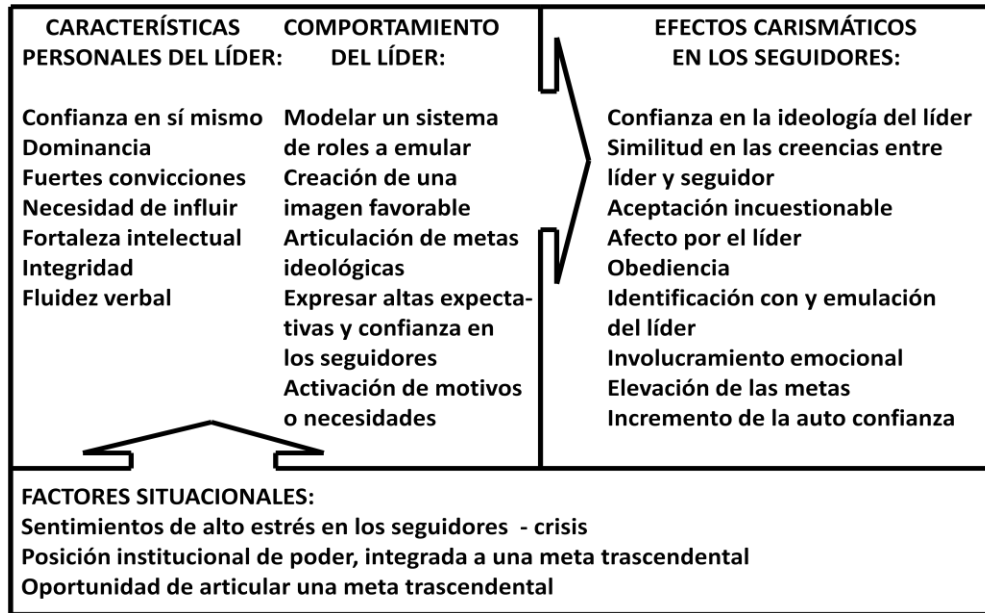 CARACTERÍSTICAS
PERSONALES DEL LÍDER:
Confianza en sí mismo
Dominancia
Fuertes convicciones
Necesidad de influir
Fortaleza intelectual
Integridad
Fluidez verbal
COMPORTAMIENTO
DEL LÍDER:
Modelar un sistema
de roles a emular
Creación de una
imagen favorable
Articulación de metas
ideológicas
Expresar altas expecta-
tivas y confianza en
los seguidores
Activación de motivos
o necesidades
EFECTOS CARISMÁTICOS
EN LOS SEGUIDORES:
Confianza en la ideología del líder
Similitud en las creencias entre
líder y seguidor
Aceptación incuestionable
Afecto por el líder
Obediencia
Identificación con y emulación
del líder
Involucramiento emocional
Elevación de las metas
Incremento de la auto confianza
FACTORES SITUACIONALES:
Sentimientos de alto estrés en los seguidores - crisis
Posición institucional de poder, integrada a una meta trascendental
Oportunidad de articular una meta trascendental